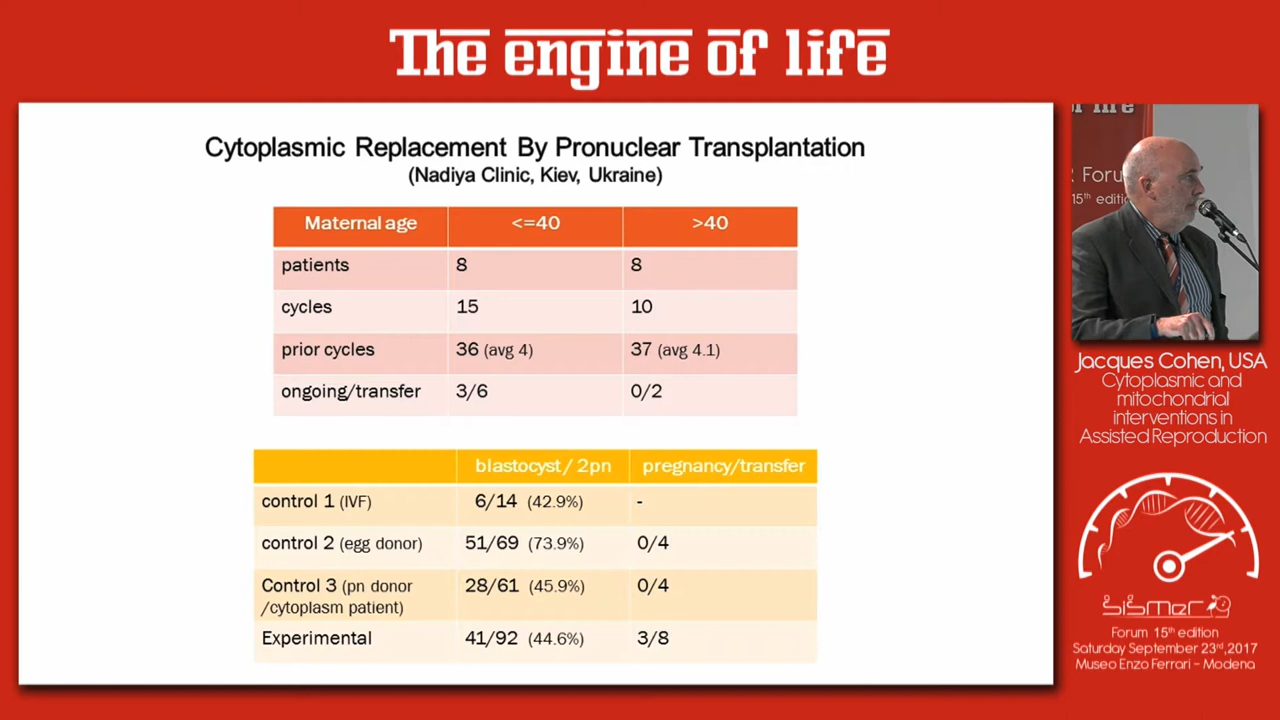 The engine of life
Cytoplasmic Replacement By Pronuclear Transplantation
(Nadiya Clinic, Kiev, Ukraine)
Maternal age <=40 >40
patients 8 8
cycles 15 10
prior cycles 36 (avg 4) 37 (avg 4.1)
ongoing/transfer 3/6 0/2
blastocyst / 2pn pregnancy/transfer
control 1 (IVF) 6/14 (42.9%) -
control 2 (egg donor) 51/69 (73.9%) 0/4
Control 3 (pn donor
/cytoplasm patient) 28/61 (45.9%) 0/4
Experimental 41/92 (44.6%) 3/8
Foru
15th
Jacques Cohen, USA
Cytoplasmic and
mitochondrial
interventions in
Assisted Reproduction
sismer
Forum 15th edition
Saturday September 23rd,2017
Museo Enzo Ferrari - Modena